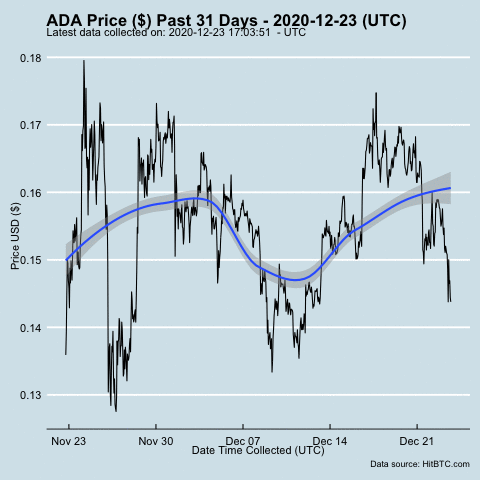 ADA Price ($) Past 31 Days - 2020-12-23 (UTC)
Latest data collected on: 2020-12-23 17:03:51 - UTC
0.18
0.17
0.16
0.15
0.14
0.13
Price USD ($)
Nov 23 Nov 30 Dec 07 Dec 14 Dec 21
Date Time Collected (UTC)
Data source: HitBTC.com